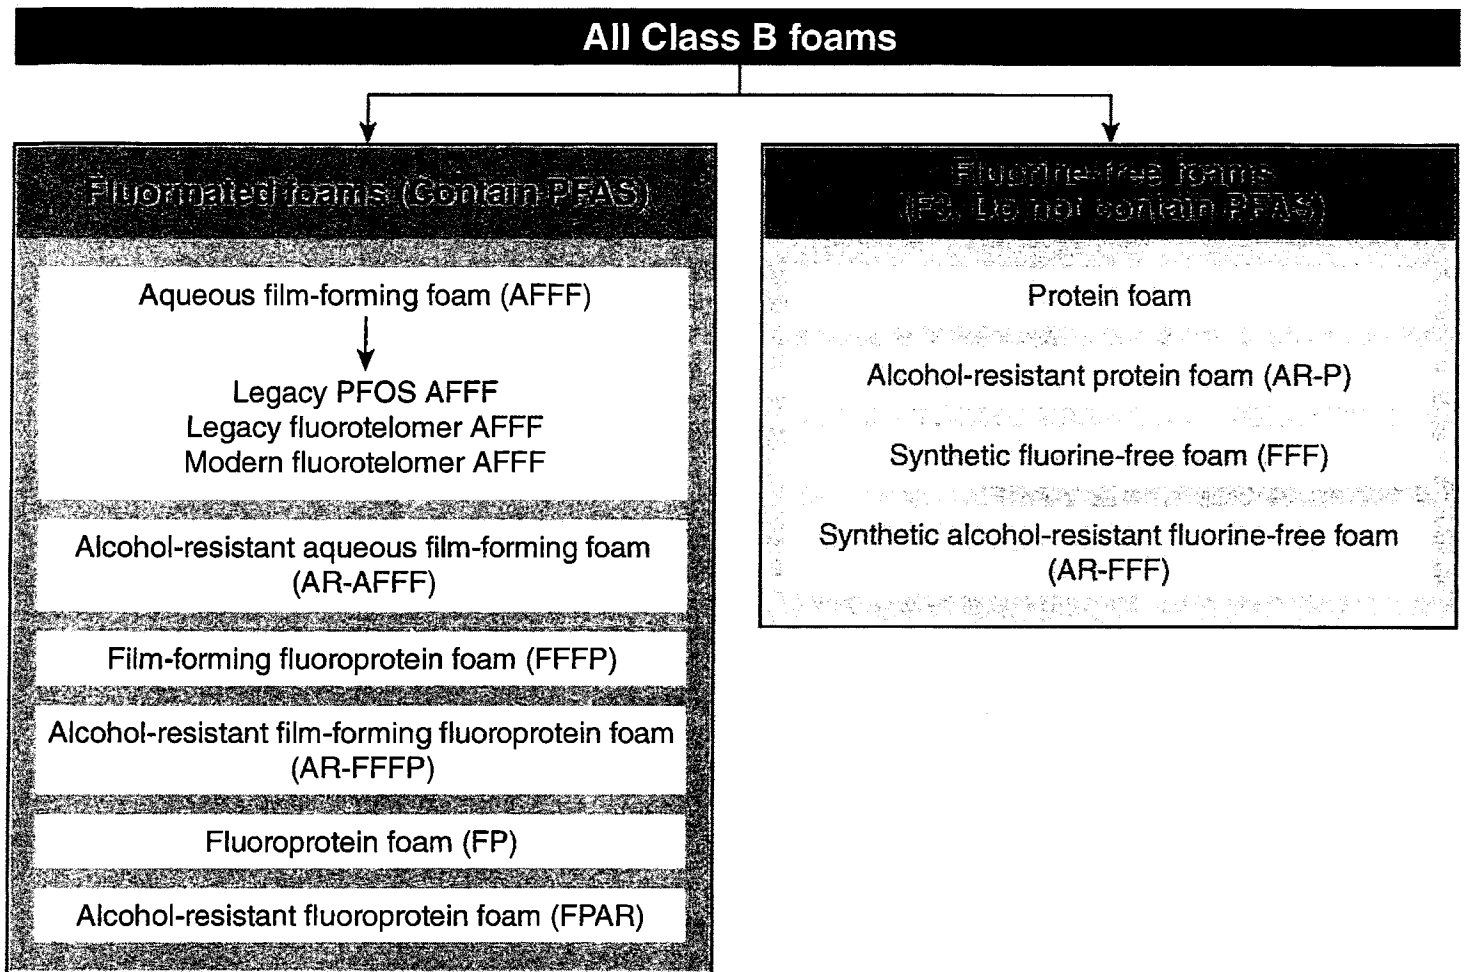 All Class B foams
Fluorinated foams (Contain PFAS)
Aqueous film-forming foam (AFFF)
Legacy PFOS AFFF
Legacy fluorotelomer AFFF
Modern fluorotelomer AFFF
Alcohol-resistant aqueous film-forming foam
(AR-AFFF)
Film-forming fluoroprotein foam (FFFP)
Alcohol-resistant film-forming fluoroprotein foam
(AR-FFFP)
Fluoroprotein foam (FP)
Alcohol-resistant fluoroprotein foam (FPAR)
Fluorine-free foams
(F3, Do not contain PFAS)
Protein foam
Alcohol-resistant protein foam (AR-P)
Synthetic fluorine-free foam (FFF)
Synthetic alcohol-resistant fluorine-free foam
(AR-FFF)